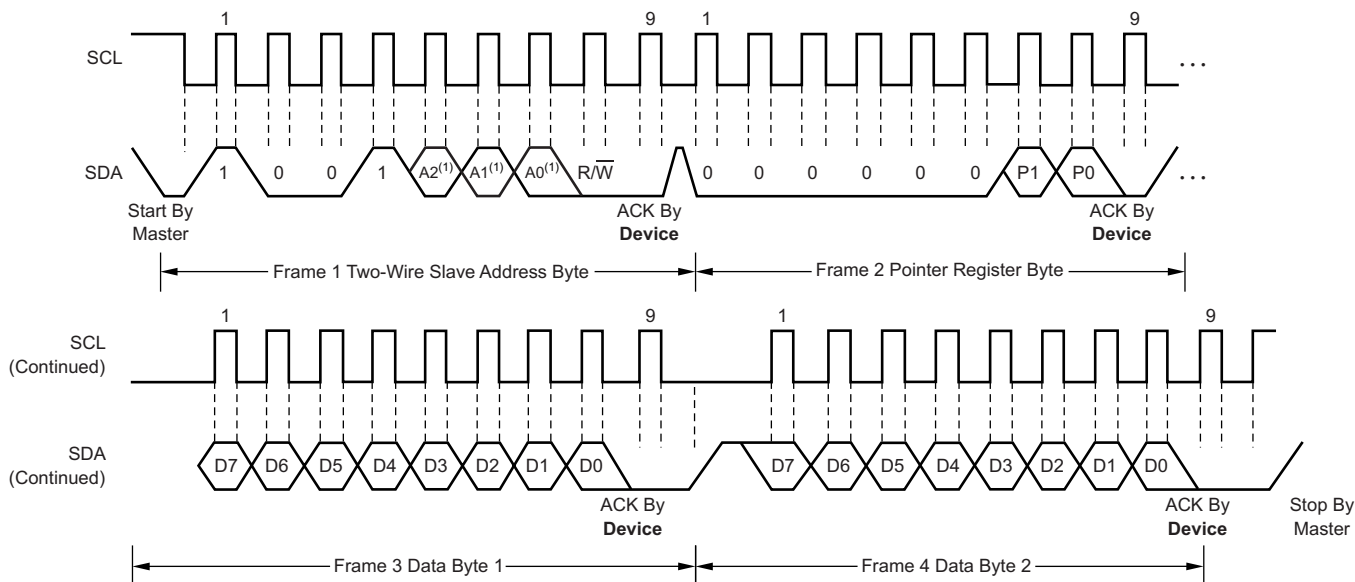 1 9 1 9
SCL ...
SDA 1 0 0 1 A2(1) A1(1) A0(1) R/W̅ 0 0 0 0 0 0 P1 P0 ...
Start By Master
ACK By Device
ACK By Device
Frame 1 Two-Wire Slave Address Byte
Frame 2 Pointer Register Byte
1 9 1 9
SCL
(Continued)
SDA
(Continued)
D7 D6 D5 D4 D3 D2 D1 D0 D7 D6 D5 D4 D3 D2 D1 D0
ACK By
Device
ACK By
Device
Stop By
Master
Frame 3 Data Byte 1
Frame 4 Data Byte 2